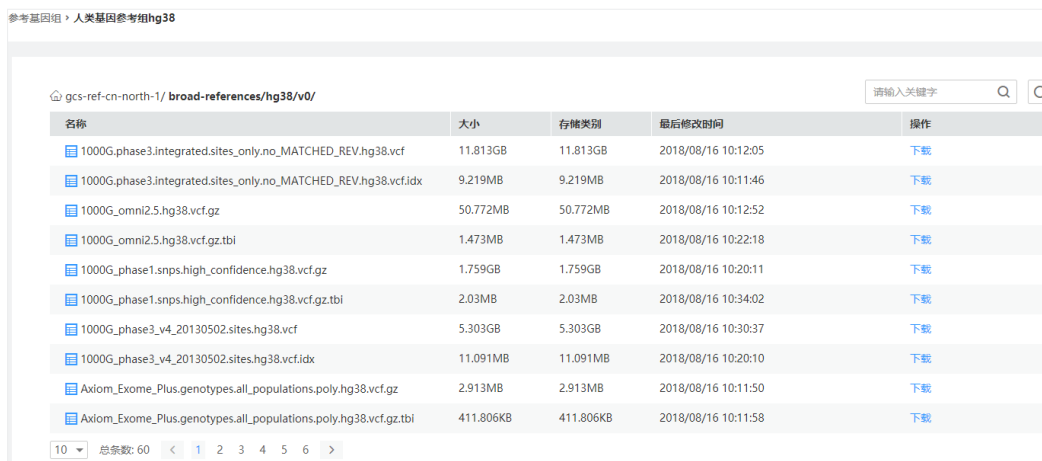 参考基因组 › 人类基因参考组hg38
gcs-ref-cn-north-1/ broad-references/hg38/v0/
请输入关键字
名称 大小 存储类别 最后修改时间 操作
1000G.phase3.integrated.sites_only.no_MATCHED_REV.hg38.vcf 11.813GB 11.813GB 2018/08/16 10:12:05 下载
1000G.phase3.integrated.sites_only.no_MATCHED_REV.hg38.vcf.idx 9.219MB 9.219MB 2018/08/16 10:11:46 下载
1000G_omni2.5.hg38.vcf.gz 50.772MB 50.772MB 2018/08/16 10:12:52 下载
1000G_omni2.5.hg38.vcf.gz.tbi 1.473MB 1.473MB 2018/08/16 10:22:18 下载
1000G_phase1.snps.high_confidence.hg38.vcf.gz 1.759GB 1.759GB 2018/08/16 10:20:11 下载
1000G_phase1.snps.high_confidence.hg38.vcf.gz.tbi 2.03MB 2.03MB 2018/08/16 10:34:02 下载
1000G_phase3_v4_20130502.sites.hg38.vcf 5.303GB 5.303GB 2018/08/16 10:30:37 下载
1000G_phase3_v4_20130502.sites.hg38.vcf.idx 11.091MB 11.091MB 2018/08/16 10:20:10 下载
Axiom_Exome_Plus.genotypes.all_populations.poly.hg38.vcf.gz 2.913MB 2.913MB 2018/08/16 10:11:50 下载
Axiom_Exome_Plus.genotypes.all_populations.poly.hg38.vcf.gz.tbi 411.806KB 411.806KB 2018/08/16 10:11:58 下载
10 总条数: 60 < 1 2 3 4 5 6 >